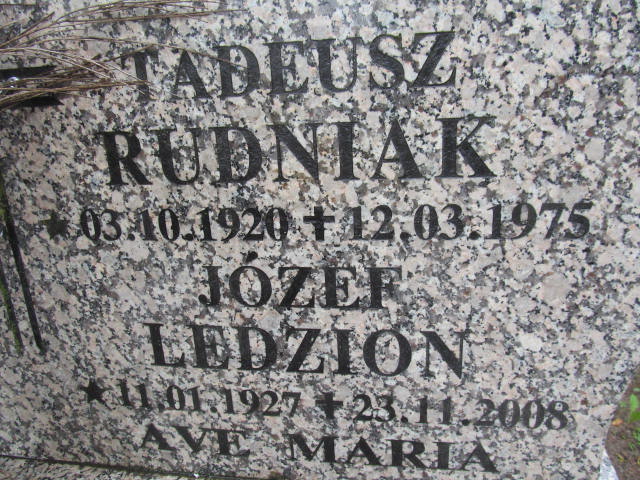 TADEUSZ
RUDNIAK
★03.10.1920 ✝ 12.03.1975
JÓZEF
LEDZION
★11.01.1927 ✝ 23.11.2008
AVE MARIA